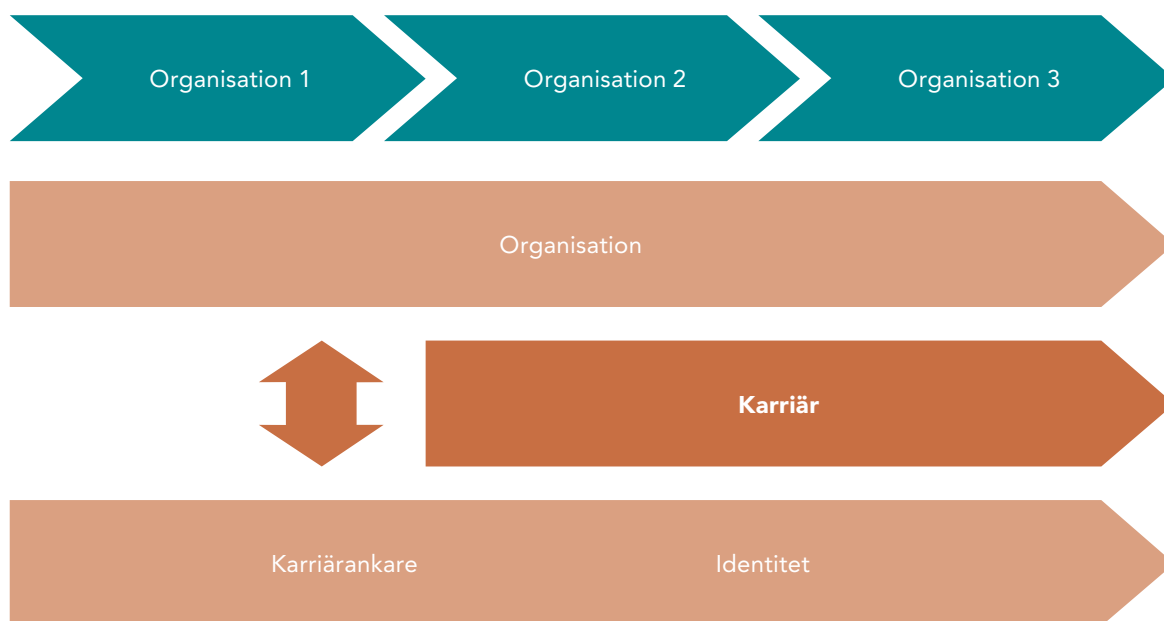 Organisation 1
Organisation 2
Organisation 3
Organisation
Karriär
Karriärankare
Identitet